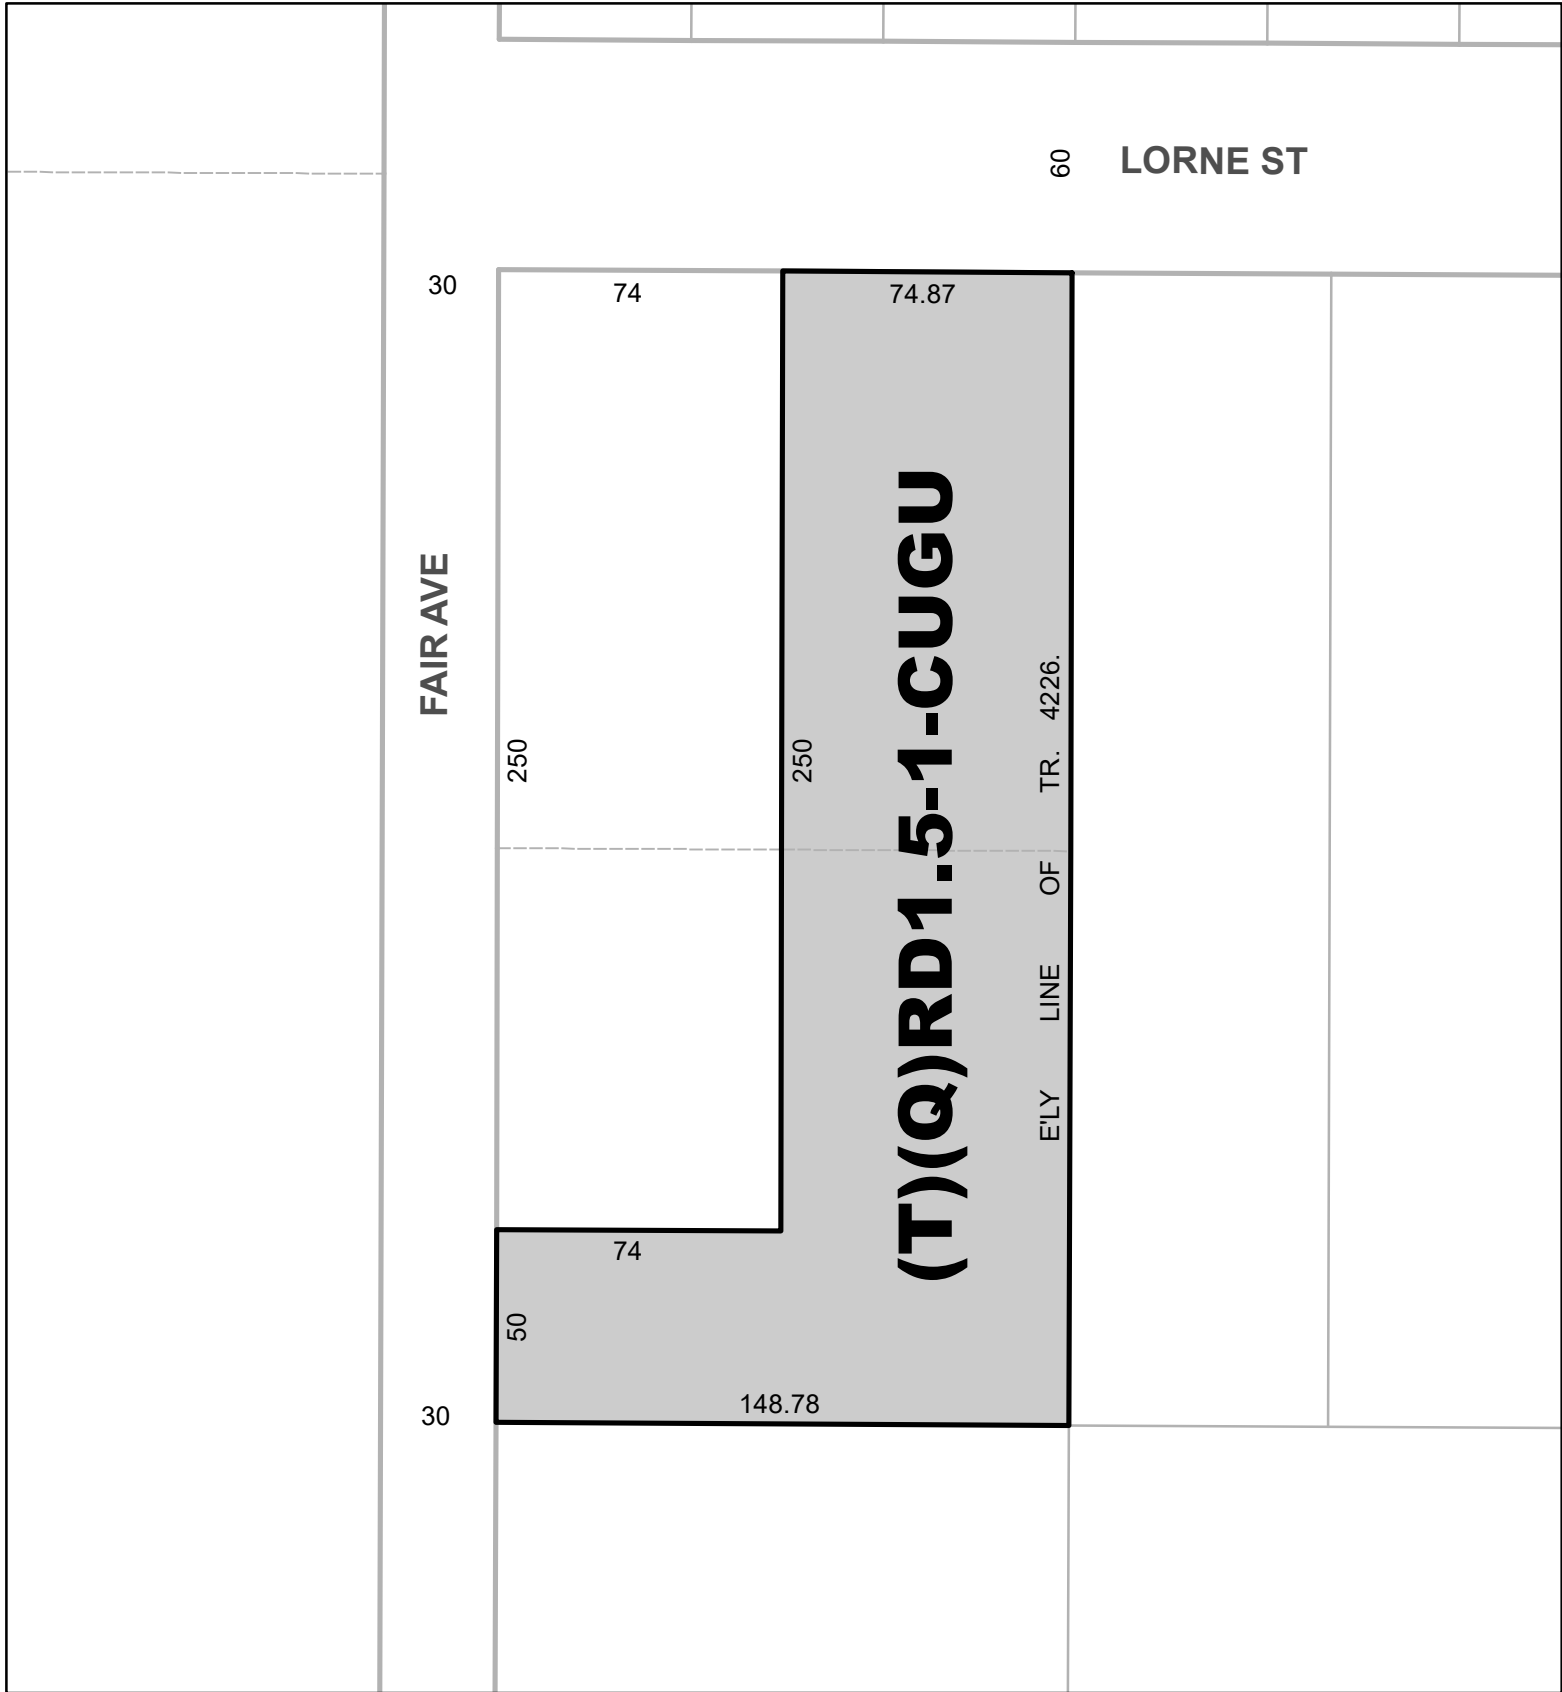 60
LORNE ST
30
74
74.87
FAIR AVE
250
250
(T)(Q)RD1.5-1-CUGU
E'LY LINE OF TR. 4226.
74
50
148.78
30